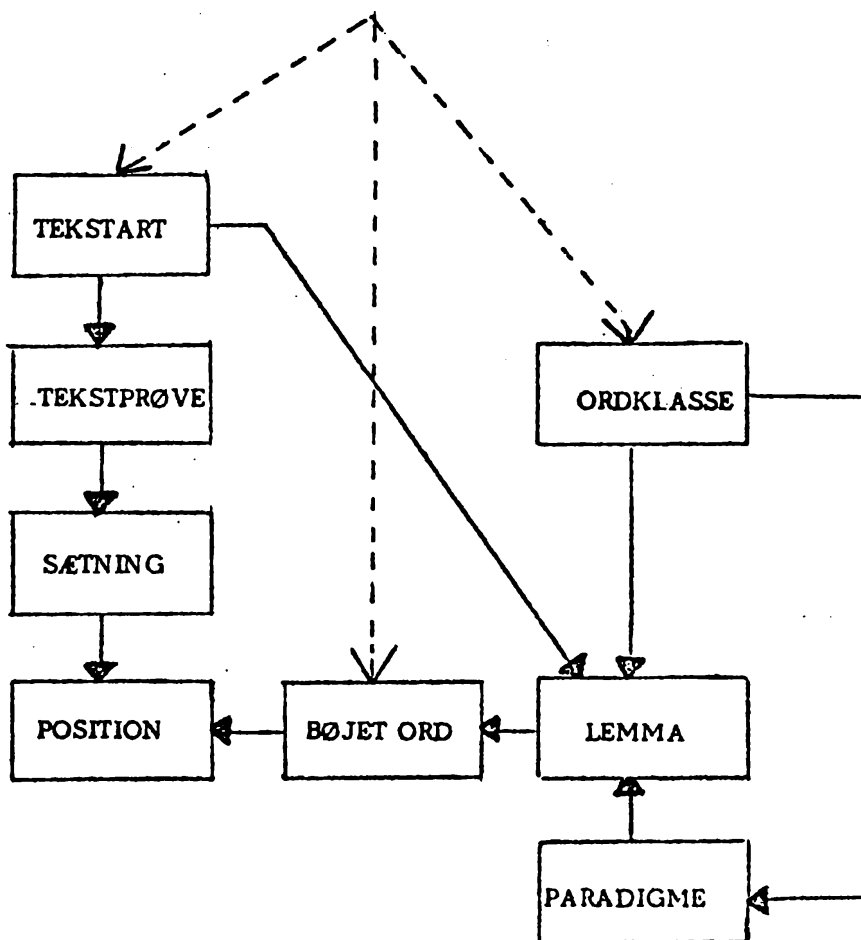 TEKSTART
TEKSTPRØVE
ORDKLASSE
SÆTNING
POSITION
BØJET ORD
LEMMA
PARADIGME